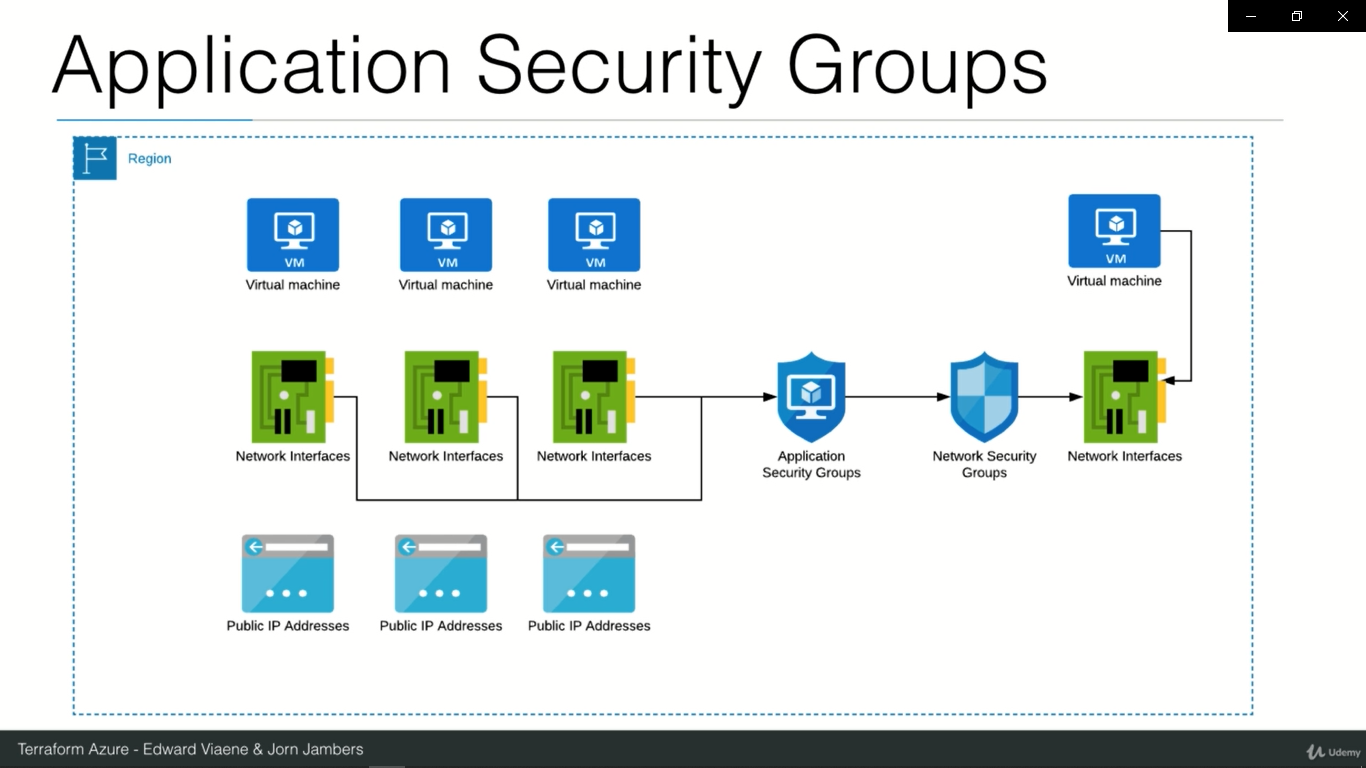 Application Security Groups
Region
VM
VM
VM
VM
Virtual machine
Virtual machine
Virtual machine
Virtual machine
Network Interfaces
Network Interfaces
Network Interfaces
Application
Security Groups
Network Security
Groups
Network Interfaces
Public IP Addresses
Public IP Addresses
Public IP Addresses
Terraform Azure - Edward Viaene & Jorn Jambers
Udemy